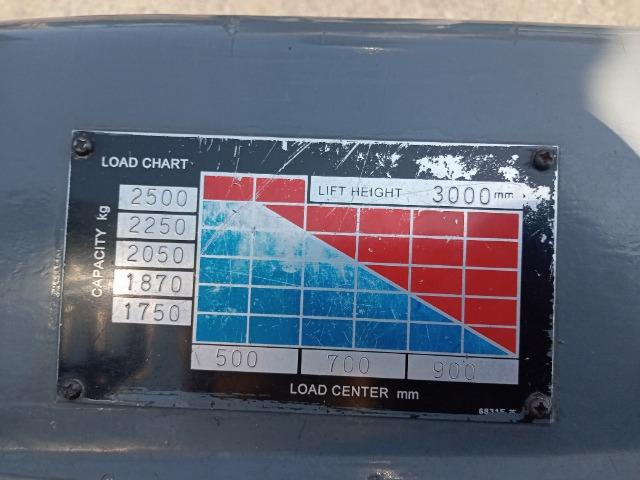 LOAD CHART
LIFT HEIGHT 3000mm
CAPACITY kg
2500
2250
2050
1870
1750
500 700 900
LOAD CENTER mm